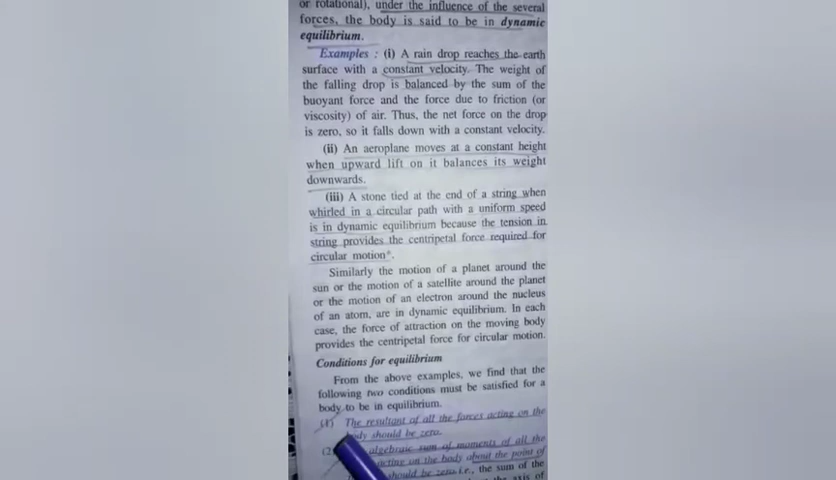 or rotational), under the influence of the several
forces, the body is said to be in dynamic
equilibrium.
Examples : (i) A rain drop reaches the earth
surface with a constant velocity. The weight of
the falling drop is balanced by the sum of the
buoyant force and the force due to friction (or
viscosity) of air. Thus, the net force on the drop
is zero, so it falls down with a constant velocity.
(ii) An aeroplane moves at a constant height
when upward lift on it balances its weight
downwards.
(iii) A stone tied at the end of a string when
whirled in a circular path with a uniform speed
is in dynamic equilibrium because the tension in
string provides the centripetal force required for
circular motion*.
Similarly the motion of a planet around the
sun or the motion of a satellite around the planet
or the motion of an electron around the nucleus
of an atom, are in dynamic equilibrium. In each
case, the force of attraction on the moving body
provides the centripetal force for circular motion.
Conditions for equilibrium
From the above examples, we find that the
following two conditions must be satisfied for a
body to be in equilibrium.
(1) The resultant of all the forces acting on the
body should be zero.
(2) algebraic sum of moments of all the
acting on the body about the point of
should be zero i.e., the sum of the
the axis of